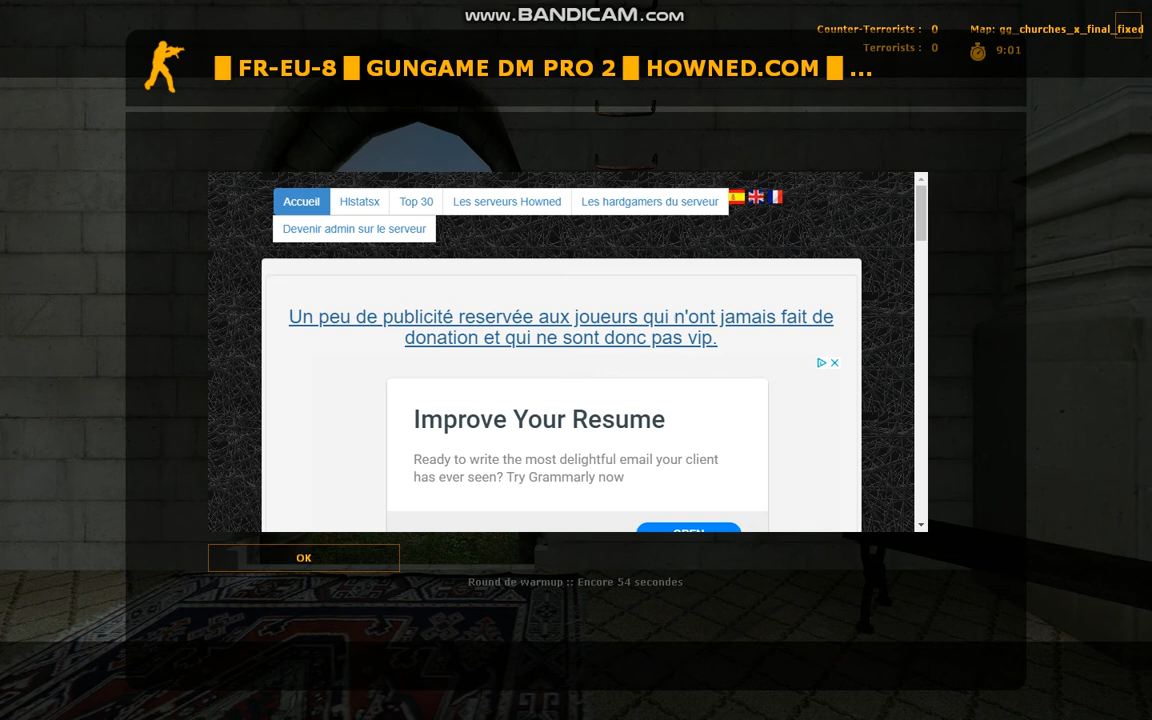 www.BANDICAM.com
Counter-Terrorists : 0
Map: gg_churches_x_final_fixed
Terrorists : 0
9:01
█ FR-EU-8 █ GUNGAME DM PRO 2 █ HOWNED.COM █ ...
Accueil Hlstatsx Top 30 Les serveurs Howned Les hardgamers du serveur
Devenir admin sur le serveur
Un peu de publicité reservée aux joueurs qui n'ont jamais fait de
donation et qui ne sont donc pas vip.
Improve Your Resume
Ready to write the most delightful email your client
has ever seen? Try Grammarly now
OPEN
OK
Round de warmup :: Encore 54 secondes